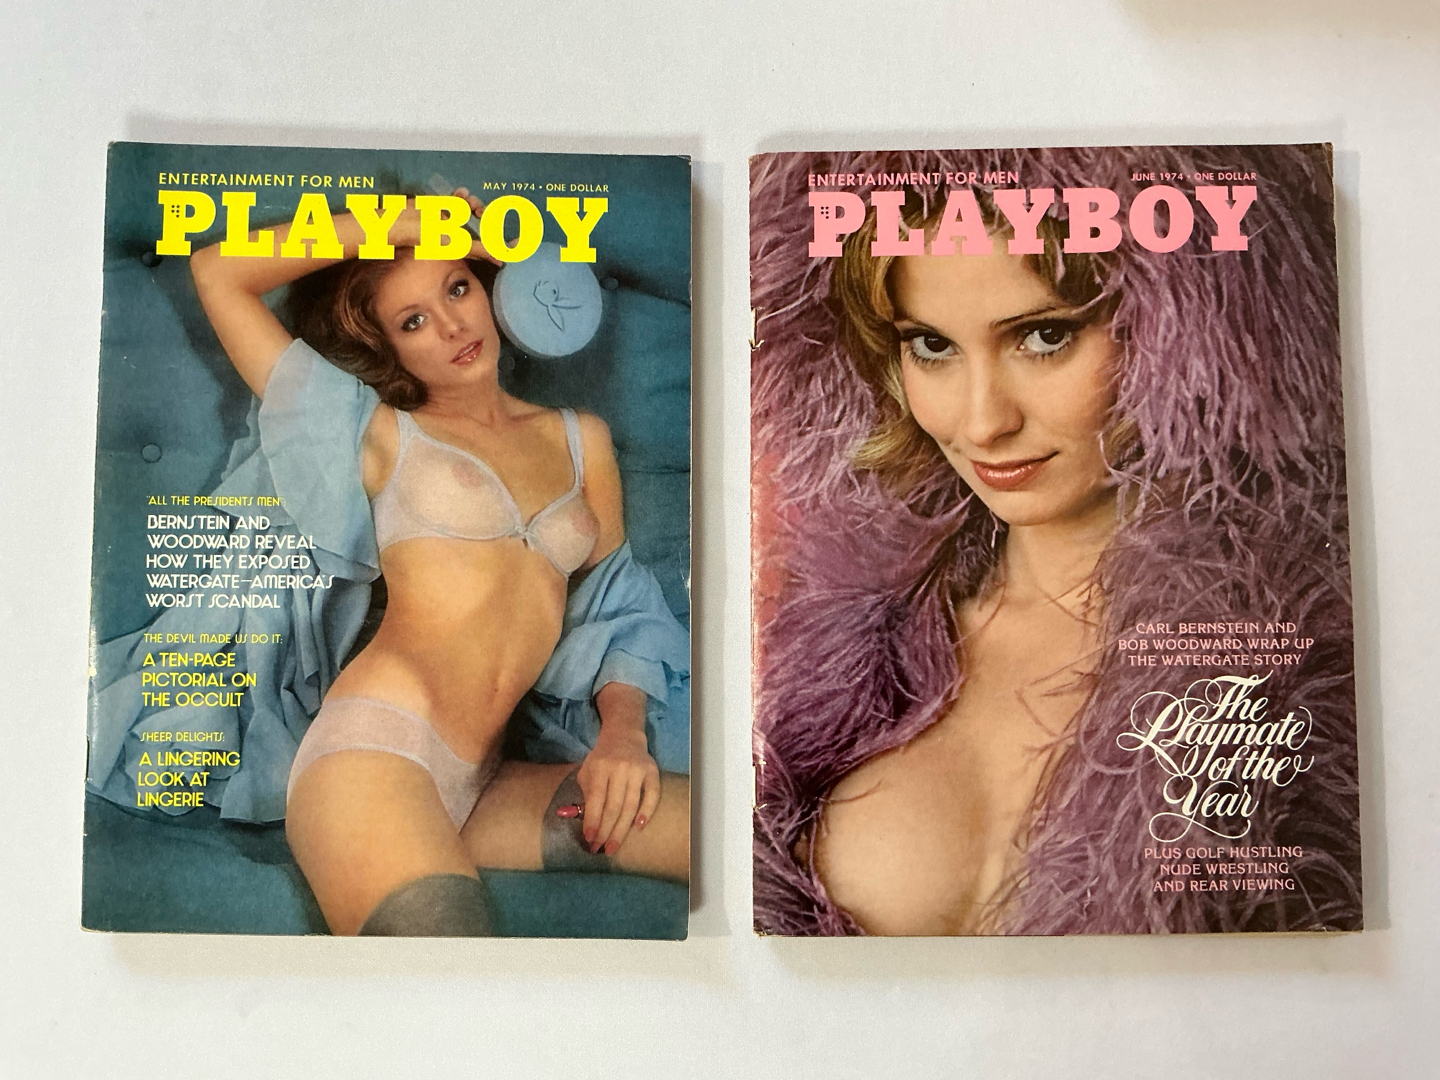 ENTERTAINMENT FOR MEN
MAY 1974 • ONE DOLLAR
PLAYBOY
"ALL THE PRESIDENT'S MEN"
BERNSTEIN AND
WOODWARD REVEAL
HOW THEY EXPOSED
WATERGATE—AMERICA'S
WORST SCANDAL
THE DEVIL MADE US DO IT:
A TEN-PAGE
PICTORIAL ON
THE OCCULT
SHEER DELIGHTS:
A LINGERING
LOOK AT
LINGERIE
ENTERTAINMENT FOR MEN
JUNE 1974 • ONE DOLLAR
PLAYBOY
CARL BERNSTEIN AND
BOB WOODWARD WRAP UP
THE WATERGATE STORY
The
Playmate
of the
Year
PLUS GOLF HUSTLING
NUDE WRESTLING
AND REAR VIEWING